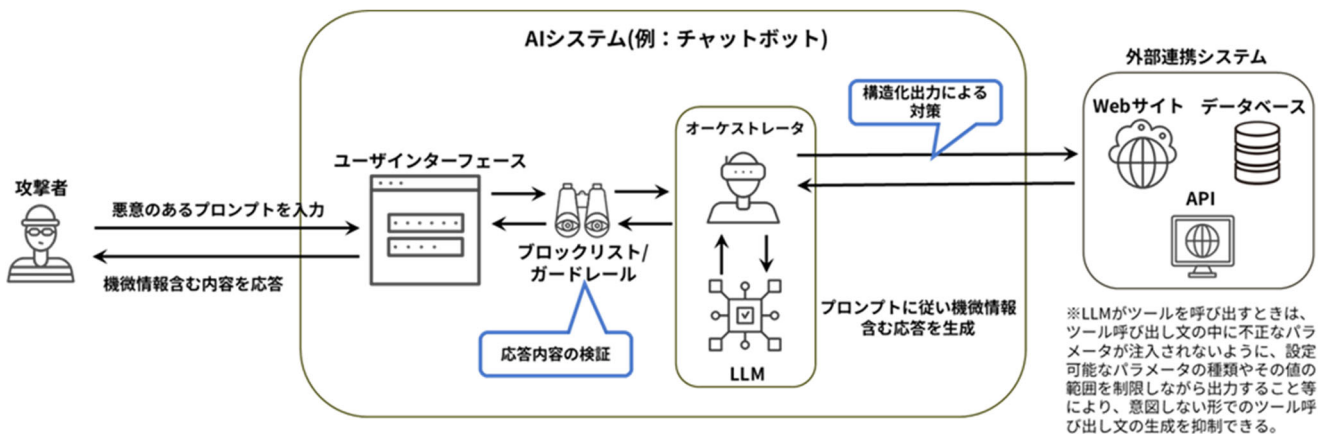 AIシステム(例：チャットボット)
外部連携システム
構造化出力による
対策
Webサイト データベース
オーケストレータ
ユーザインターフェース
攻撃者
悪意のあるプロンプトを入力
API
ブロックリスト/
ガードレール
機微情報含む内容を応答
プロンプトに従い機微情報
含む応答を生成
応答内容の検証
LLM
※LLMがツールを呼び出すときは、
ツール呼び出し文の中に不正なパラ
メータが注入されないように、設定
可能なパラメータの種類やその値の
範囲を制限しながら出力すること等
により、意図しない形でのツール呼
び出し文の生成を抑制できる。